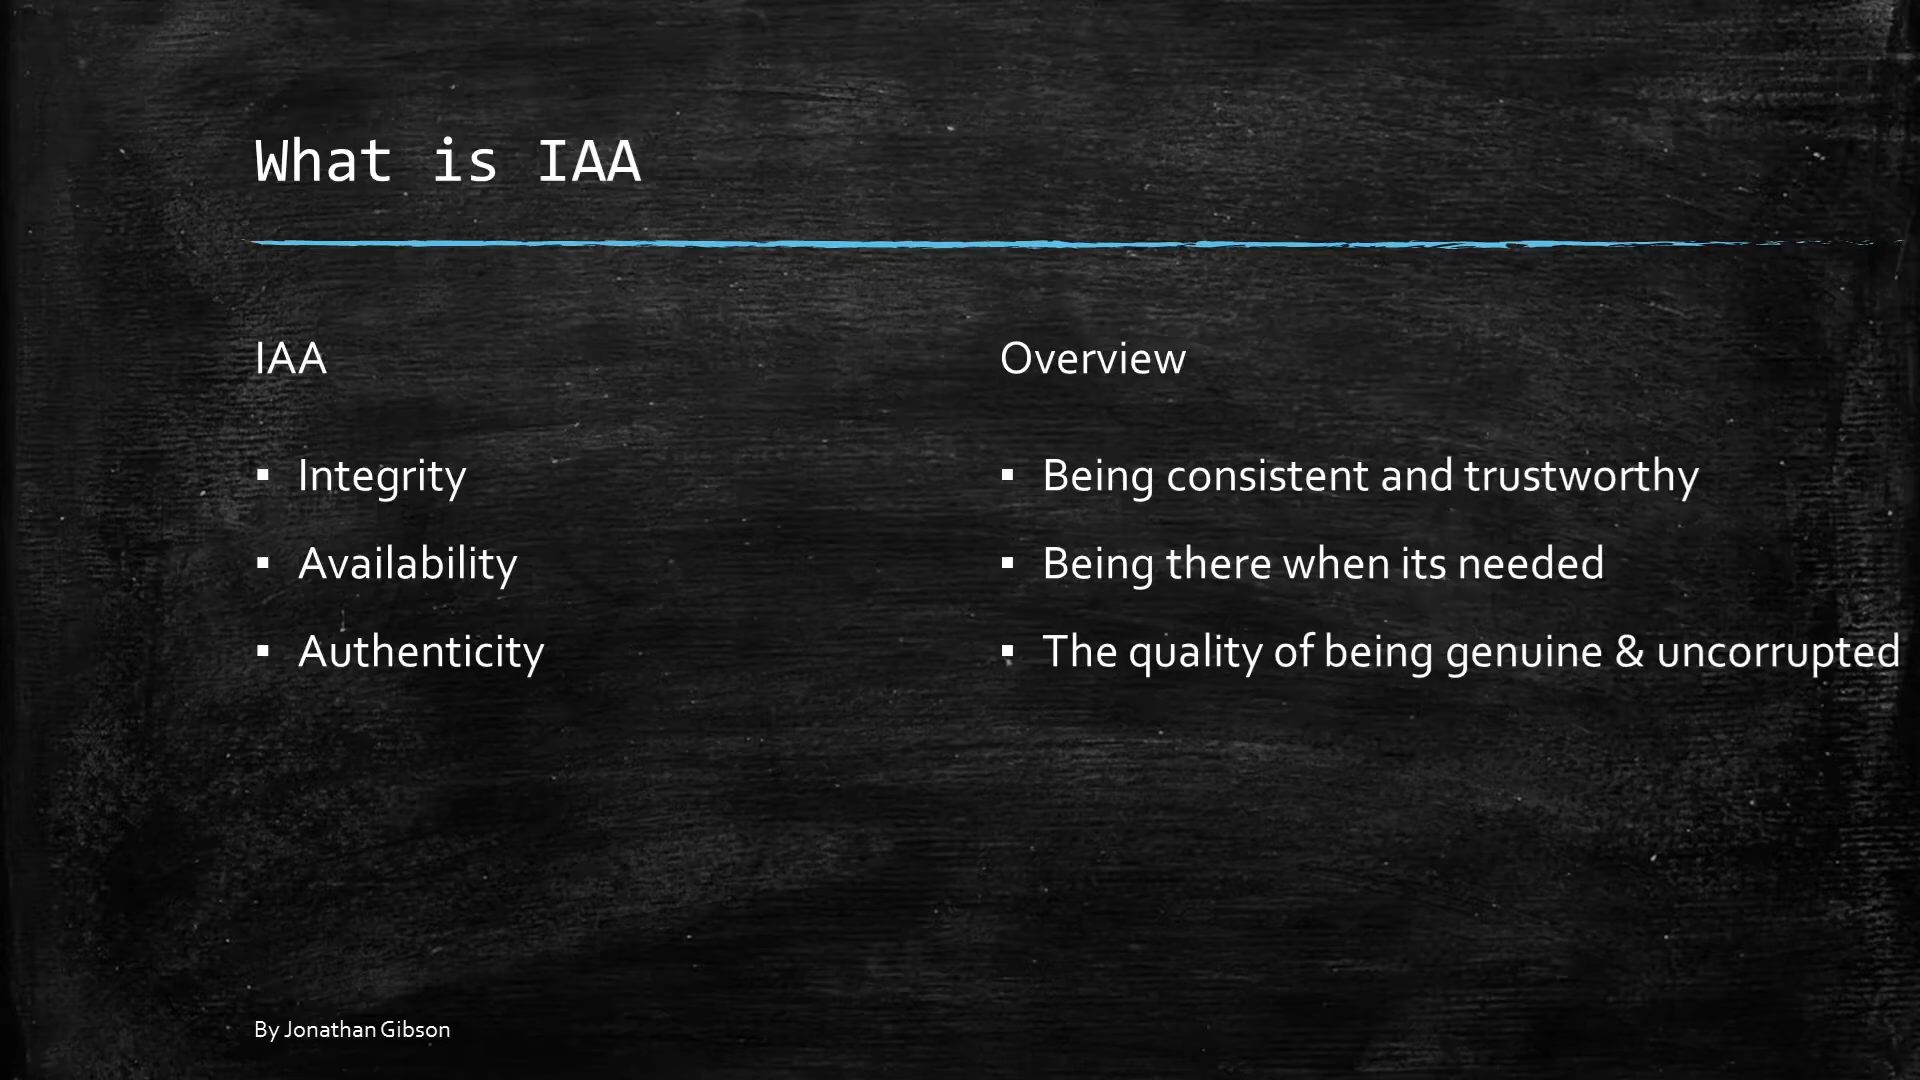 What is IAA
IAA
Integrity
Availability
Authenticity
Overview
Being consistent and trustworthy
Being there when its needed
The quality of being genuine & uncorrupted
By Jonathan Gibson